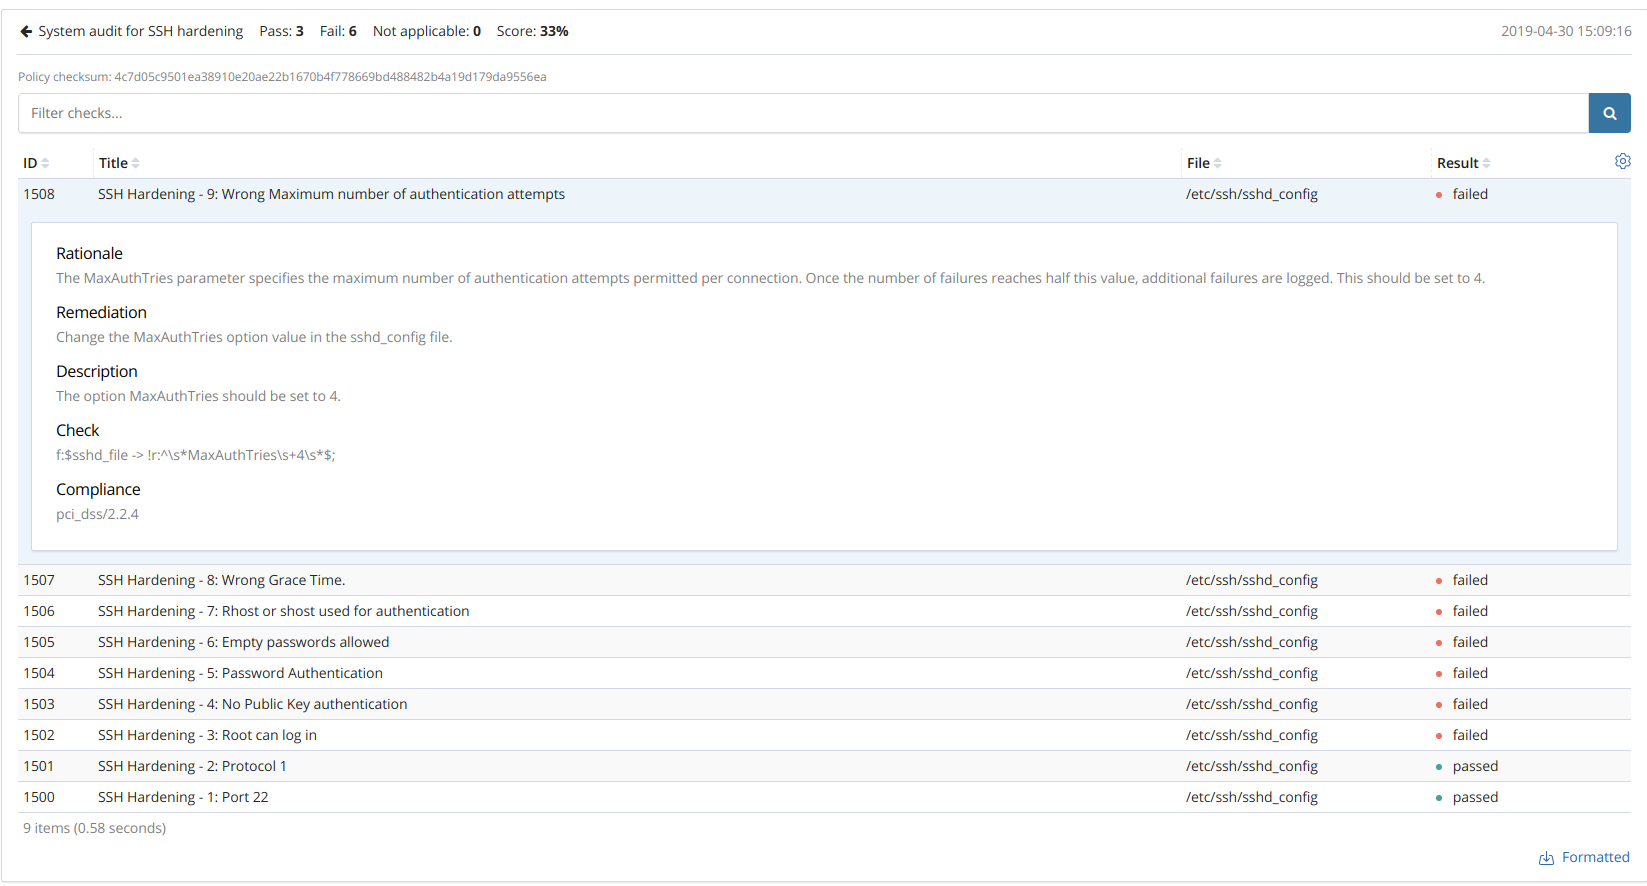 System audit for SSH hardening Pass: 3 Fail: 6 Not applicable: 0 Score: 33% 2019-04-30 15:09:16
Policy checksum: 4c7d05c9501ea38910e20ae22b1670b4f778669bd488482b4a19d179da9556ea
Filter checks...
ID Title File Result
1508 SSH Hardening - 9: Wrong Maximum number of authentication attempts /etc/ssh/sshd_config failed
Rationale
The MaxAuthTries parameter specifies the maximum number of authentication attempts permitted per connection. Once the number of failures reaches half this value, additional failures are logged. This should be set to 4.
Remediation
Change the MaxAuthTries option value in the sshd_config file.
Description
The option MaxAuthTries should be set to 4.
Check
f:$sshd_file -> !r:^\s*MaxAuthTries\s+4\s*$;
Compliance
pci_dss/2.2.4
1507 SSH Hardening - 8: Wrong Grace Time. /etc/ssh/sshd_config failed
1506 SSH Hardening - 7: Rhost or shost used for authentication /etc/ssh/sshd_config failed
1505 SSH Hardening - 6: Empty passwords allowed /etc/ssh/sshd_config failed
1504 SSH Hardening - 5: Password Authentication /etc/ssh/sshd_config failed
1503 SSH Hardening - 4: No Public Key authentication /etc/ssh/sshd_config failed
1502 SSH Hardening - 3: Root can log in /etc/ssh/sshd_config failed
1501 SSH Hardening - 2: Protocol 1 /etc/ssh/sshd_config passed
1500 SSH Hardening - 1: Port 22 /etc/ssh/sshd_config passed
9 items (0.58 seconds)
Formatted